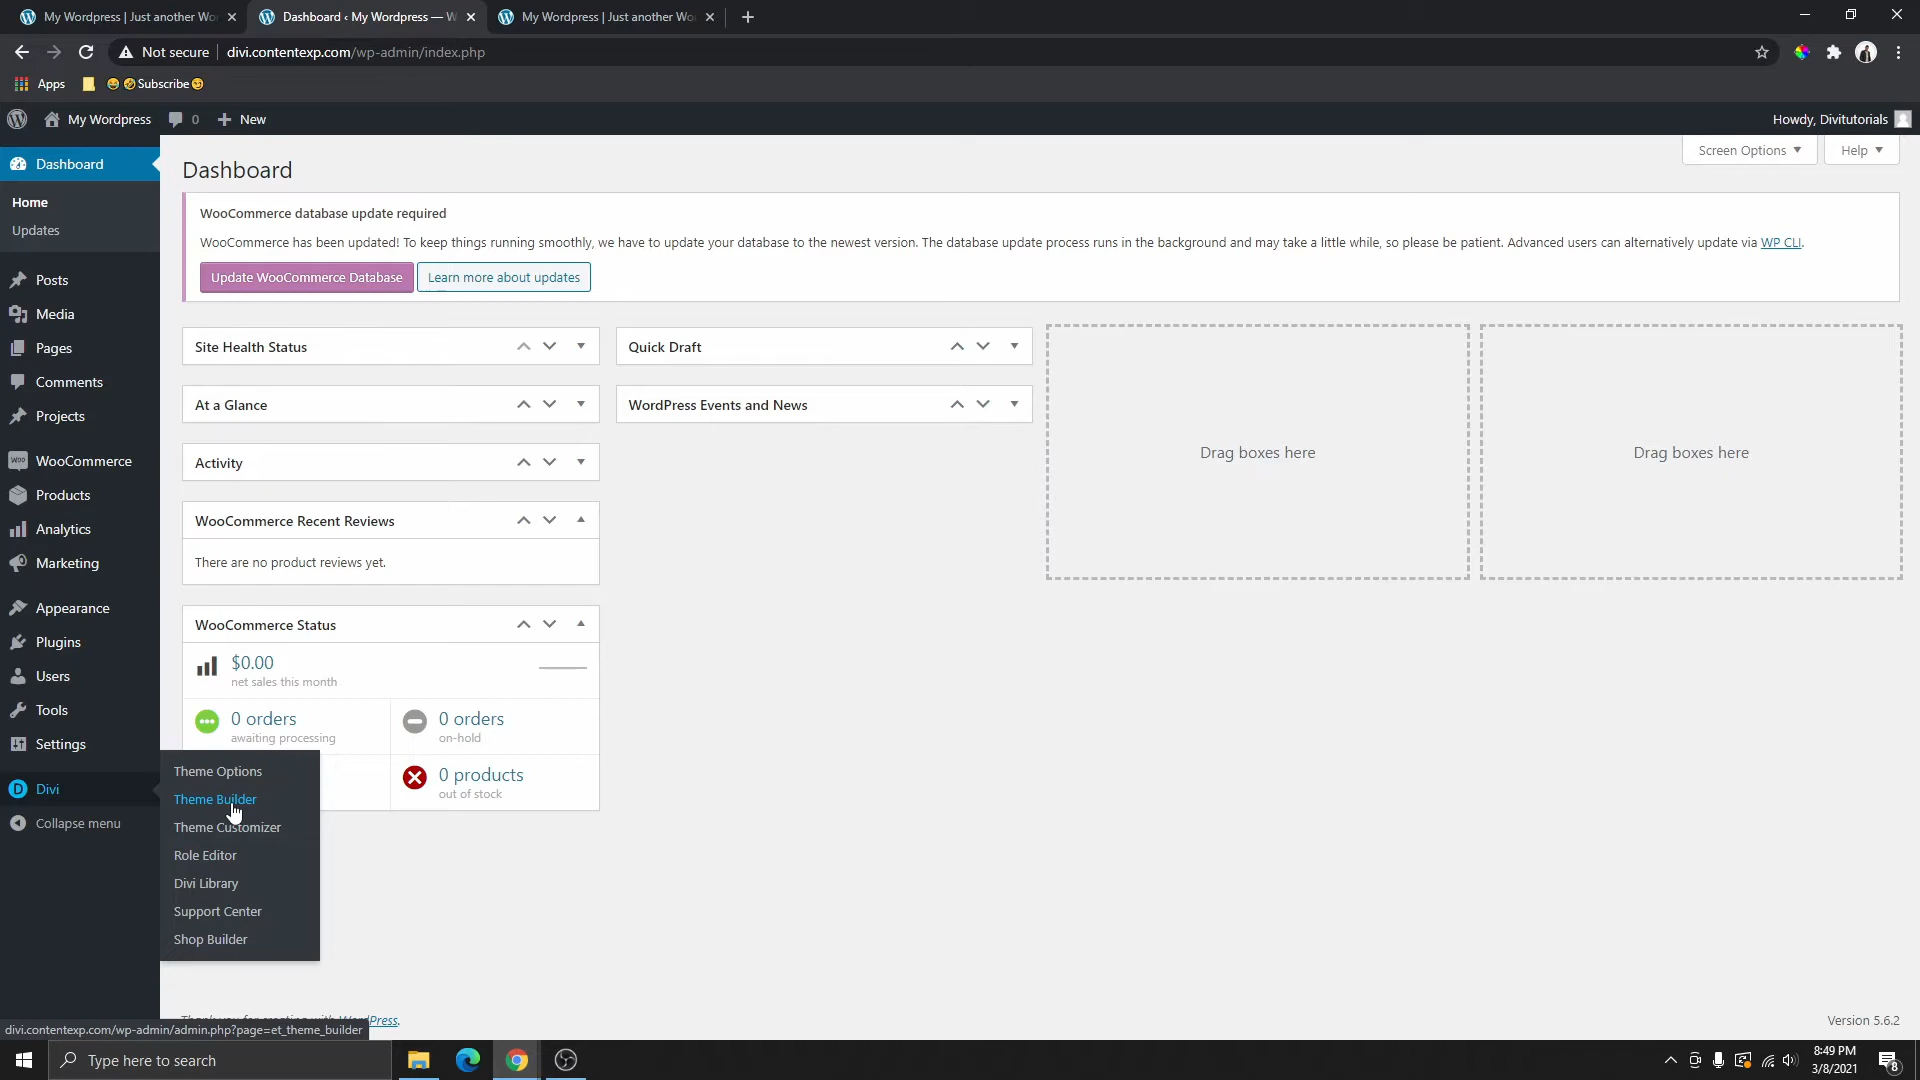 My Wordpress | Just another Wo
Dashboard ‹ My Wordpress — W
My Wordpress | Just another Wo
Not secure
divi.contentexp.com/wp-admin/index.php
Apps
😄🤣Subscribe😏
My Wordpress
0
New
Howdy, Divitutorials
Dashboard
Home
Updates
Posts
Media
Pages
Comments
Projects
WooCommerce
Products
Analytics
Marketing
Appearance
Plugins
Users
Tools
Settings
Divi
Collapse menu
Screen Options
Help
Dashboard
WooCommerce database update required
WooCommerce has been updated! To keep things running smoothly, we have to update your database to the newest version. The database update process runs in the background and may take a little while, so please be patient. Advanced users can alternatively update via WP CLI.
Update WooCommerce Database
Learn more about updates
Site Health Status
At a Glance
Activity
WooCommerce Recent Reviews
There are no product reviews yet.
WooCommerce Status
$0.00
net sales this month
0 orders
awaiting processing
0 orders
on-hold
0 products
out of stock
Quick Draft
WordPress Events and News
Drag boxes here
Drag boxes here
Theme Options
Theme Builder
Theme Customizer
Role Editor
Divi Library
Support Center
Shop Builder
Thank you for creating with WordPress.
Version 5.6.2
divi.contentexp.com/wp-admin/admin.php?page=et_theme_builder
Type here to search
8:49 PM
3/8/2021
8